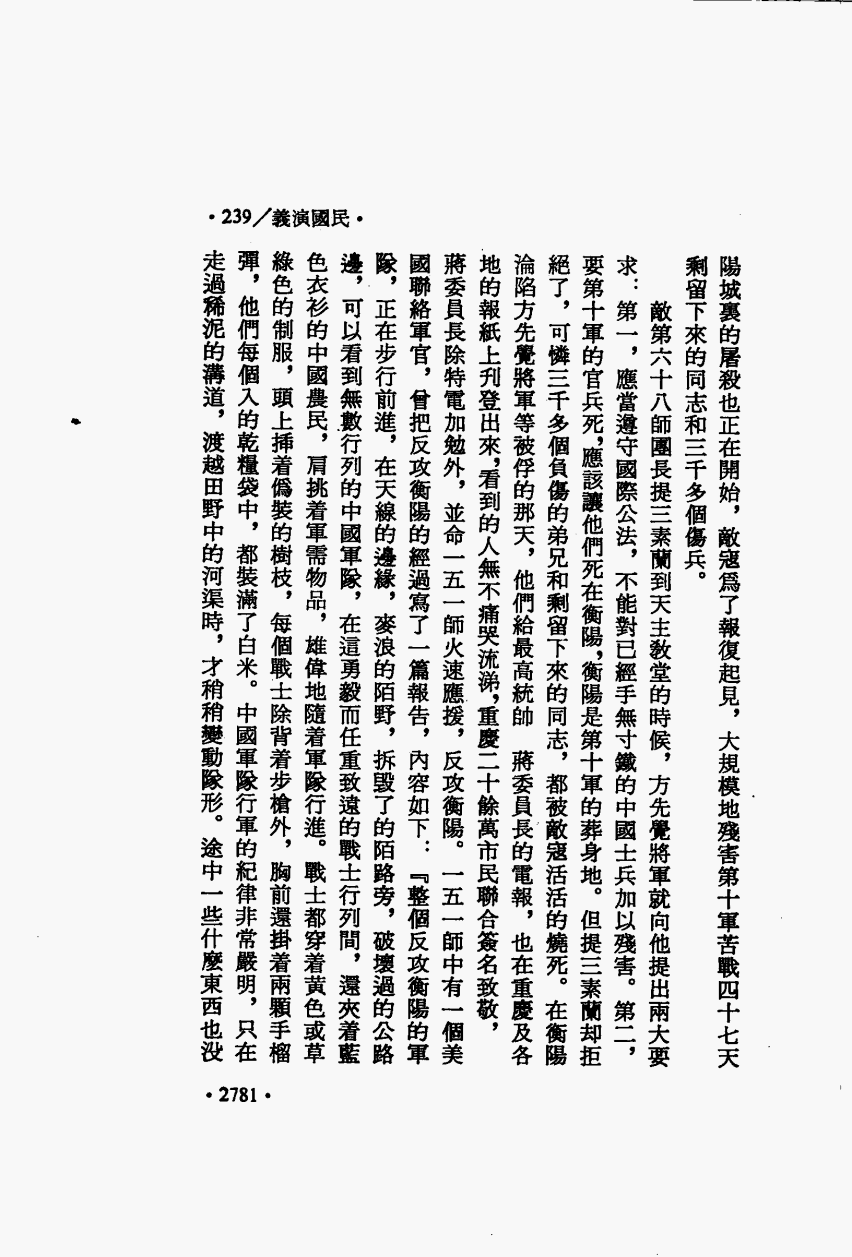 •239／義演國民•
陽城裏的屠殺也正在開始，敵寇爲了報復起見，大規模地殘害第十軍苦戰四十七天
剩留下來的同志和三千多個傷兵。
敵第六十八師團長提三素蘭到天主敎堂的時候，方先覺將軍就向他提出兩大要
求：第一，應當遵守國際公法，不能對已經手無寸鐵的中國士兵加以殘害。第二，
要第十軍的官兵死，應該讓他們死在衡陽，衡陽是第十軍的葬身地。但提三素蘭却拒
絕了，可憐三千多個負傷的弟兄和剩留下來的同志，都被敵寇活活的燒死。在衡陽
淪陷方先覺將軍等被俘的那天，他們給最高統帥　蔣委員長的電報，也在重慶及各
地的報紙上刋登出來，看到的人無不痛哭流涕，重慶二十餘萬市民聯合簽名致敬，
蔣委員長除特電加勉外，並命一五一師火速應援，反攻衡陽。一五一師中有一個美
國聯絡軍官，曾把反攻衡陽的經過寫了一篇報告，內容如下：『整個反攻衡陽的軍
隊，正在步行前進，在天線的邊緣，麥浪的陌野，拆毀了的陌路旁，破壞過的公路
邊，可以看到無數行列的中國軍隊，在這勇毅而任重致遠的戰士行列間，還夾着藍
色衣衫的中國農民，肩挑着軍需物品，雄偉地隨着軍隊行進。戰士都穿着黃色或草
綠色的制服，頭上揷着僞裝的樹枝，每個戰士除背着步槍外，胸前還掛着兩顆手榴
彈，他們每個入的乾糧袋中，都裝滿了白米。中國軍隊行軍的紀律非常嚴明，只在
走過稀泥的溝道，渡越田野中的河渠時，才稍稍變動隊形。途中一些什麼東西也沒
•2781•